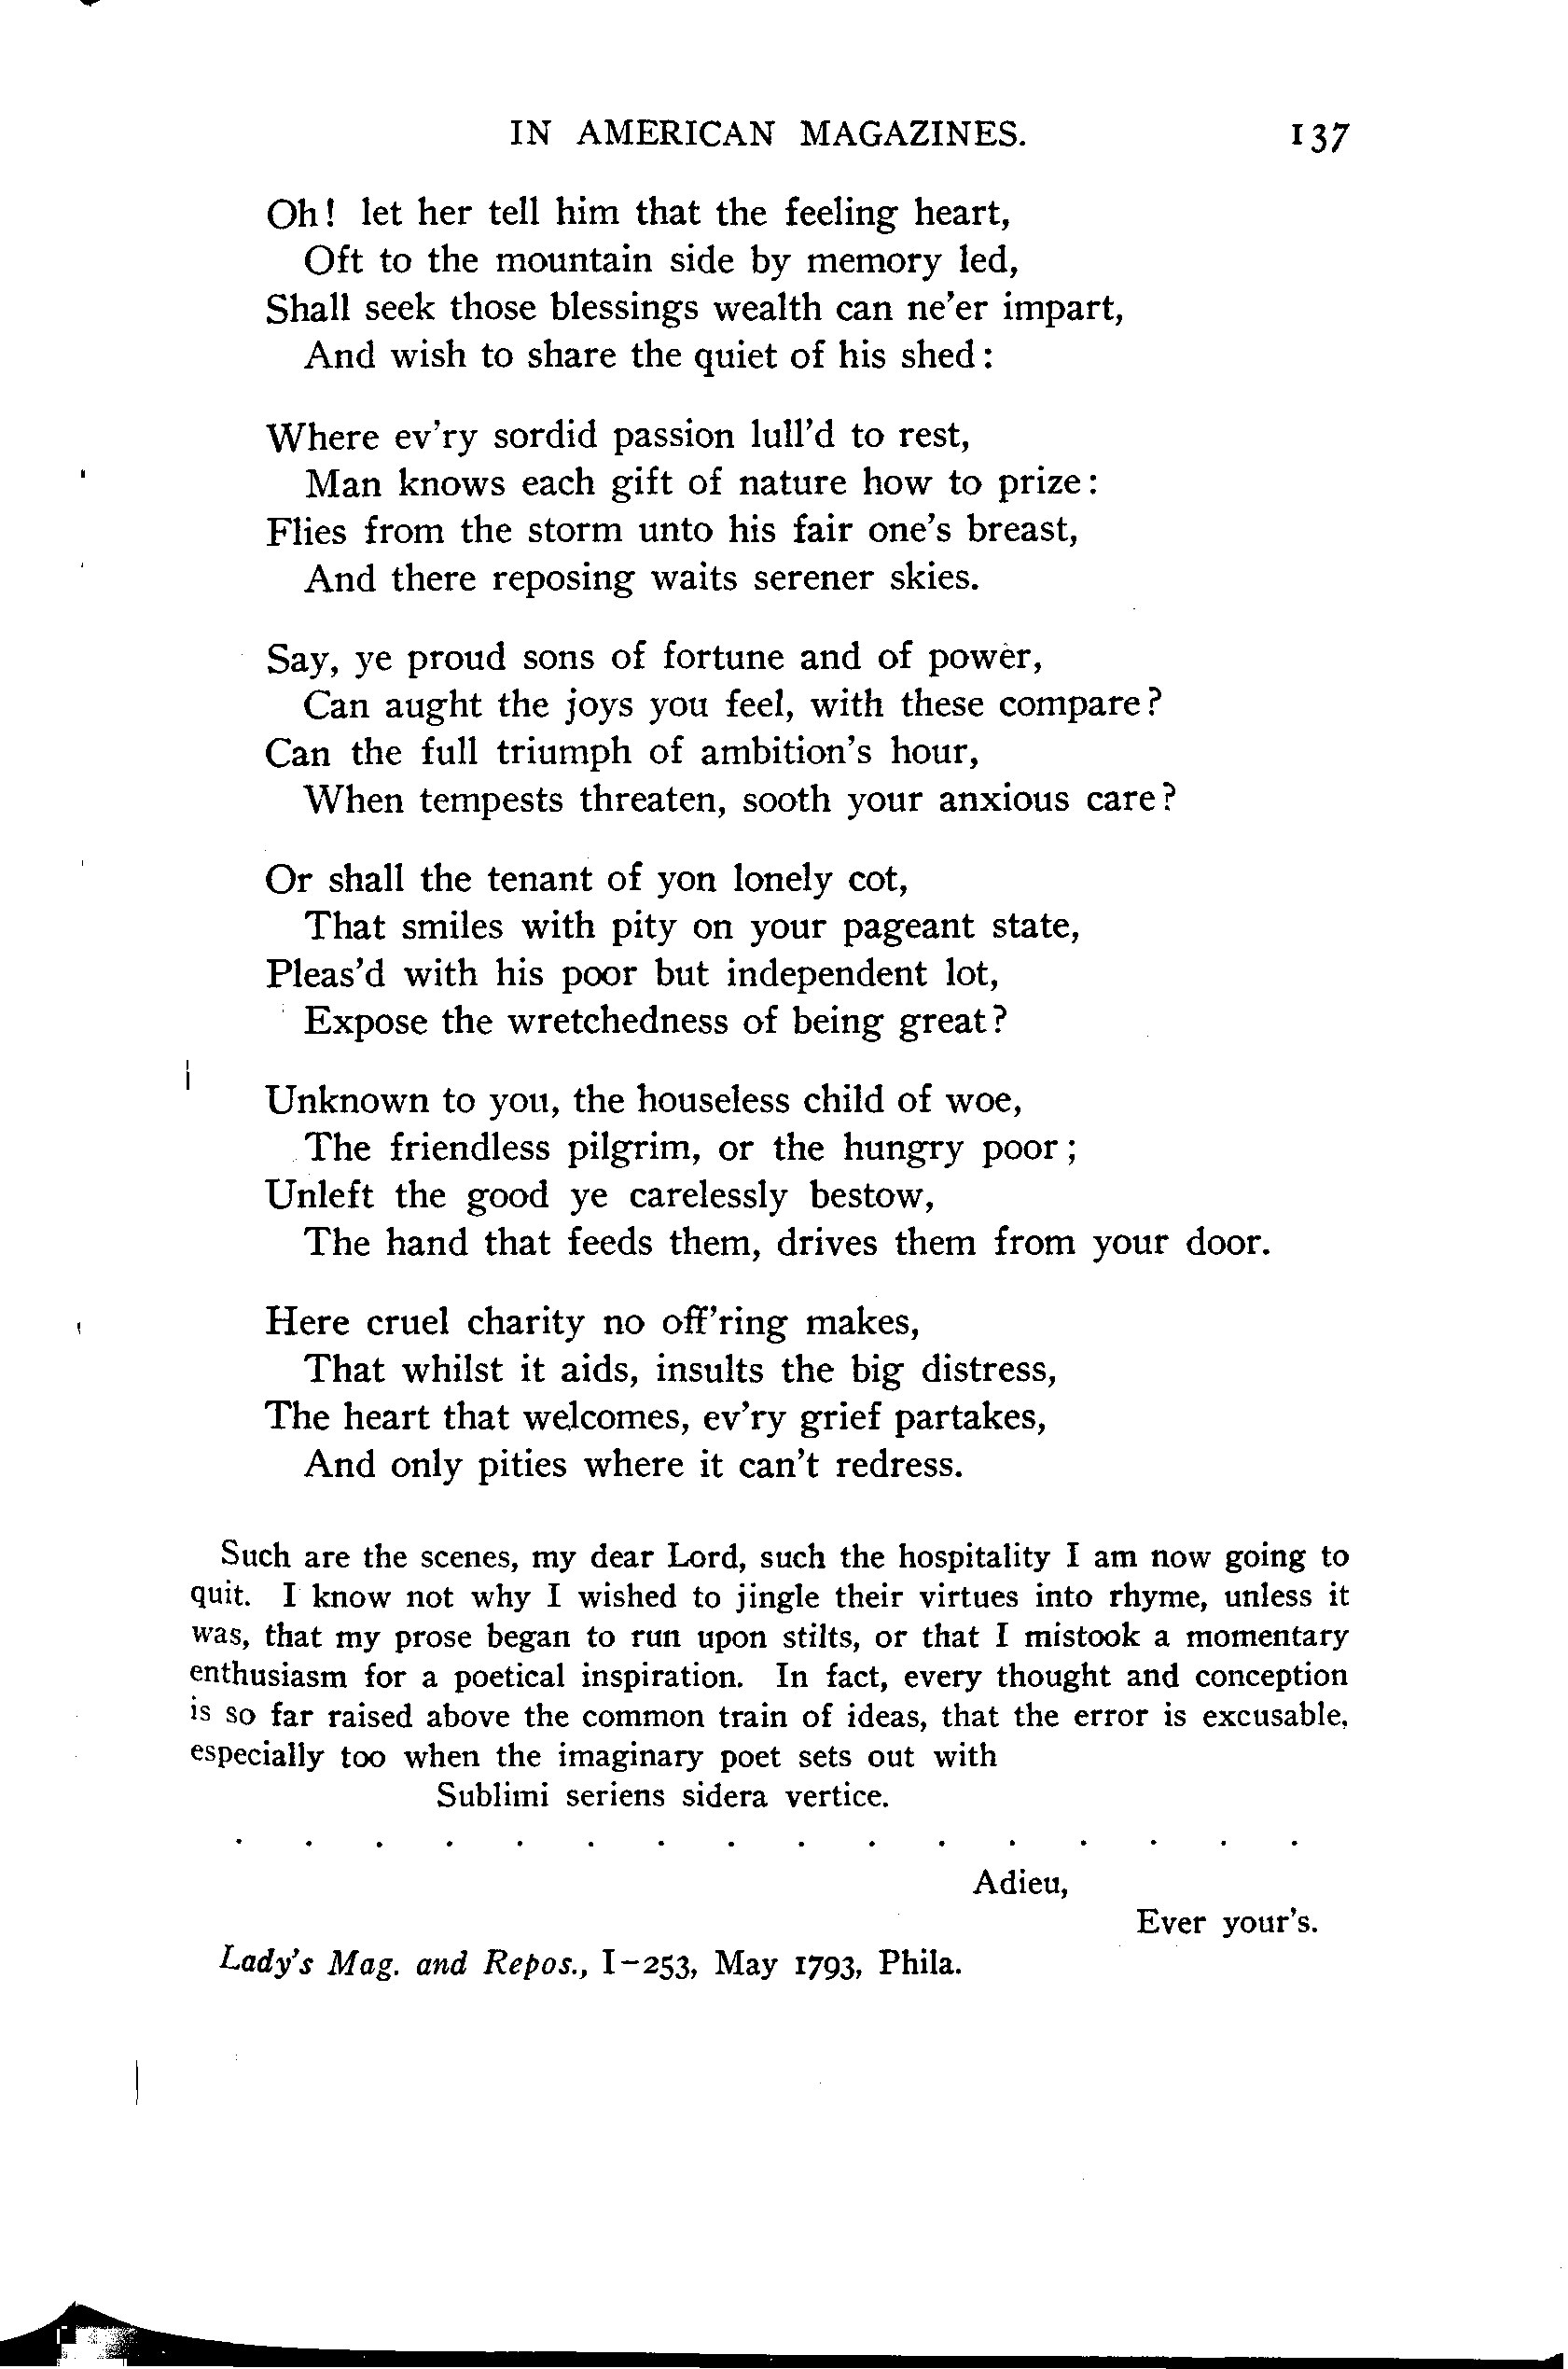 IN AMERICAN MAGAZINES. 137
Oh! let her tell him that the feeling heart,
Oft to the mountain side by memory led,
Shall seek those blessings wealth can ne'er impart,
And wish to share the quiet of his shed:
Where ev'ry sordid passion lull'd to rest,
Man knows each gift of nature how to prize:
Flies from the storm unto his fair one's breast,
And there reposing waits serener skies.
Say, ye proud sons of fortune and of power,
Can aught the joys you feel, with these compare?
Can the full triumph of ambition's hour,
When tempests threaten, sooth your anxious care?
Or shall the tenant of yon lonely cot,
That smiles with pity on your pageant state,
Pleas'd with his poor but independent lot,
Expose the wretchedness of being great?
Unknown to you, the houseless child of woe,
The friendless pilgrim, or the hungry poor;
Unleft the good ye carelessly bestow,
The hand that feeds them, drives them from your door.
Here cruel charity no off'ring makes,
That whilst it aids, insults the big distress,
The heart that welcomes, ev'ry grief partakes,
And only pities where it can't redress.
Such are the scenes, my dear Lord, such the hospitality I am now going to
quit. I know not why I wished to jingle their virtues into rhyme, unless it
was, that my prose began to run upon stilts, or that I mistook a momentary
enthusiasm for a poetical inspiration. In fact, every thought and conception
is so far raised above the common train of ideas, that the error is excusable,
especially too when the imaginary poet sets out with
Sublimi seriens sidera vertice.
. . . . . . . . . . . . . . . .
Adieu,
Ever your's.
Lady's Mag. and Repos., I-253, May 1793, Phila.